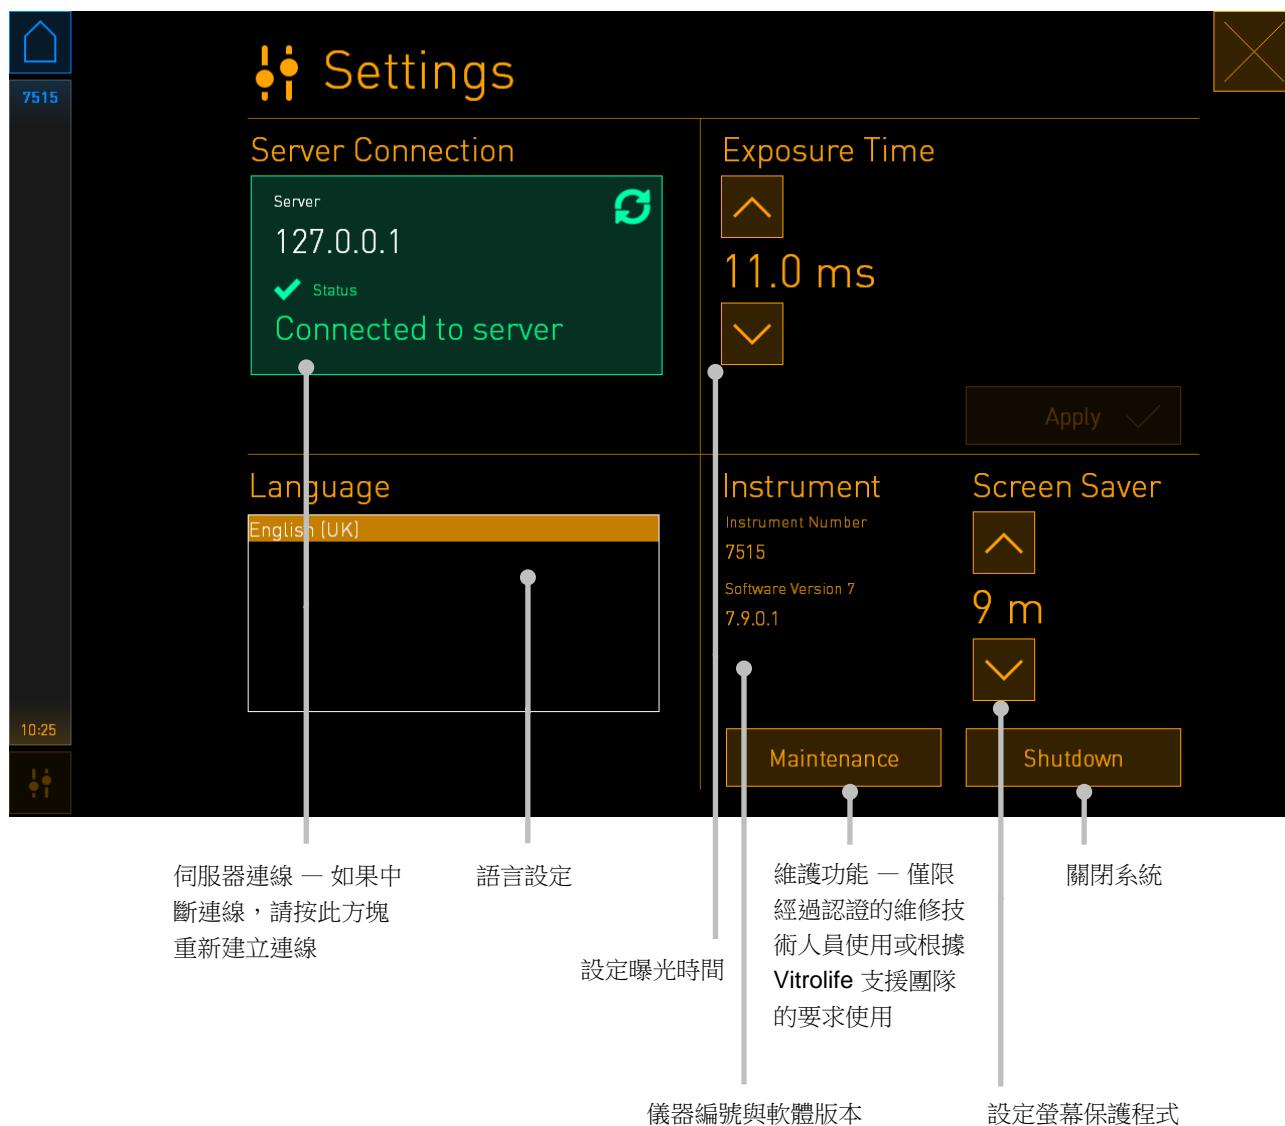 7515
Settings
Server Connection
Server
127.0.0.1
Status
Connected to server
Exposure Time
11.0 ms
Apply
Language
English (UK)
Instrument
Instrument Number
7515
Software Version 7
7.9.0.1
Screen Saver
9 m
10:25
Maintenance
Shutdown
伺服器連線 — 如果中
斷連線，請按此方塊
重新建立連線
語言設定
設定曝光時間
維護功能 — 僅限
經過認證的維修技
術人員使用或根據
Vitrolife 支援團隊
的要求使用
關閉系統
儀器編號與軟體版本
設定螢幕保護程式